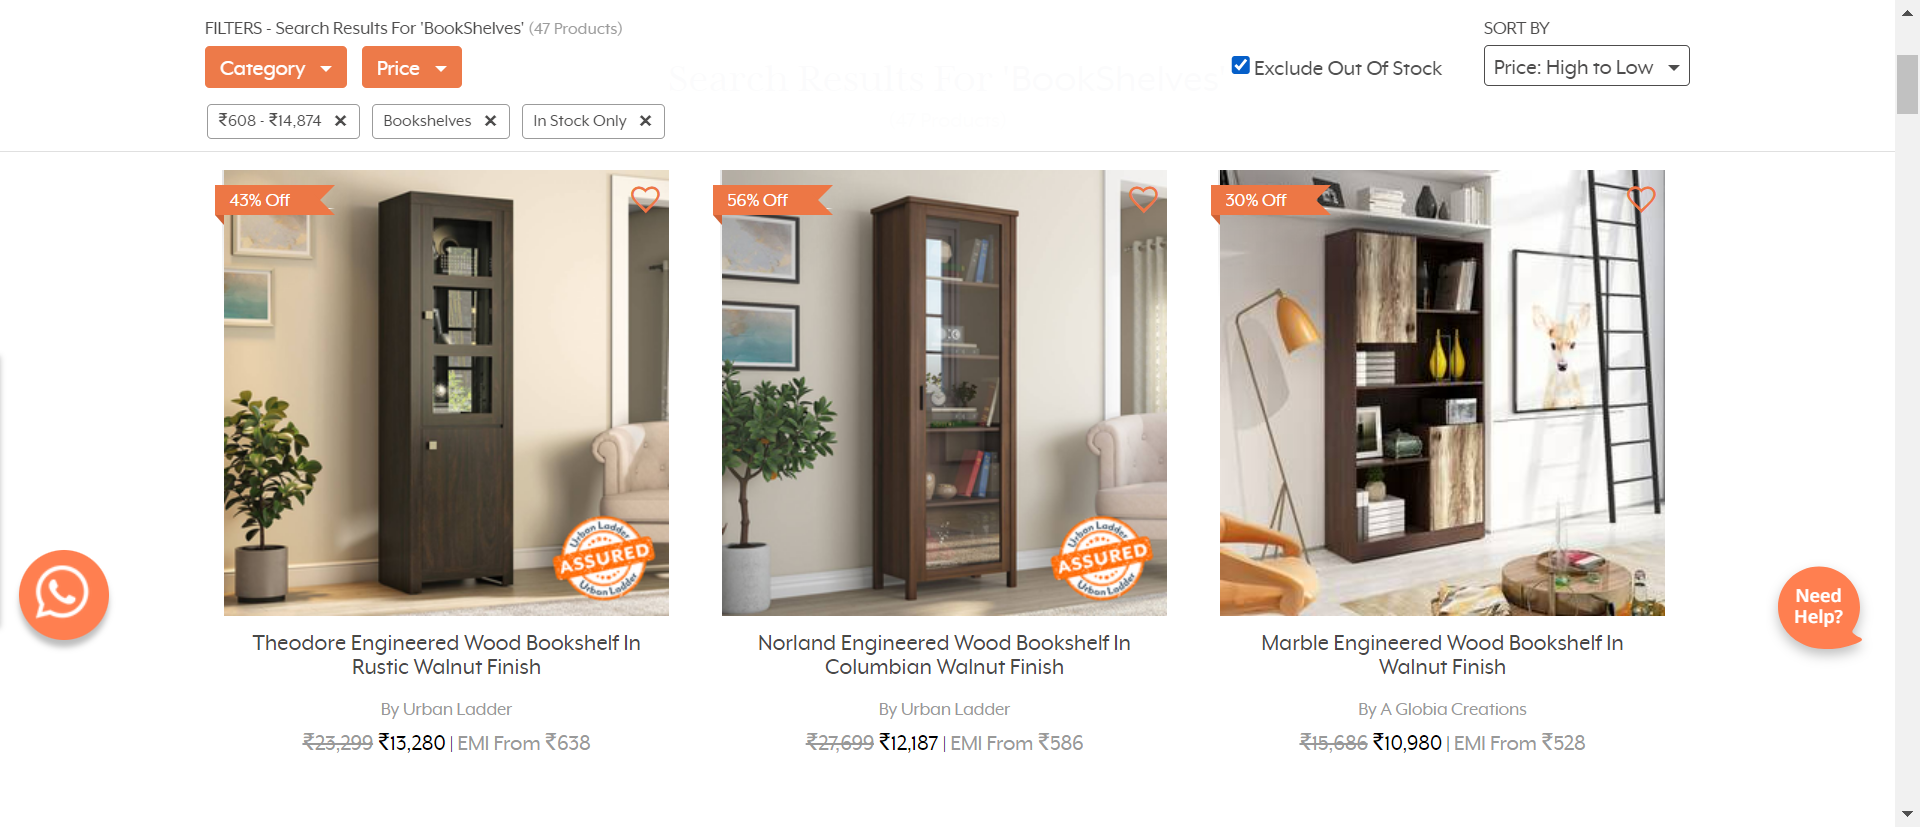 FILTERS - Search Results For 'BookShelves' (47 Products)
SORT BY
Category
Price
Search Results For 'BookShelves'
Exclude Out Of Stock
Price: High to Low
₹608 - ₹14,874
Bookshelves
In Stock Only
43% Off
56% Off
30% Off
Urban Ladder
ASSURED
Urban Ladder
Urban Ladder
ASSURED
Urban Ladder
Need
Help?
Theodore Engineered Wood Bookshelf In
Rustic Walnut Finish
By Urban Ladder
₹23,299 ₹13,280 | EMI From ₹638
Norland Engineered Wood Bookshelf In
Columbian Walnut Finish
By Urban Ladder
₹27,699 ₹12,187 | EMI From ₹586
Marble Engineered Wood Bookshelf In
Walnut Finish
By A Globia Creations
₹15,686 ₹10,980 | EMI From ₹528